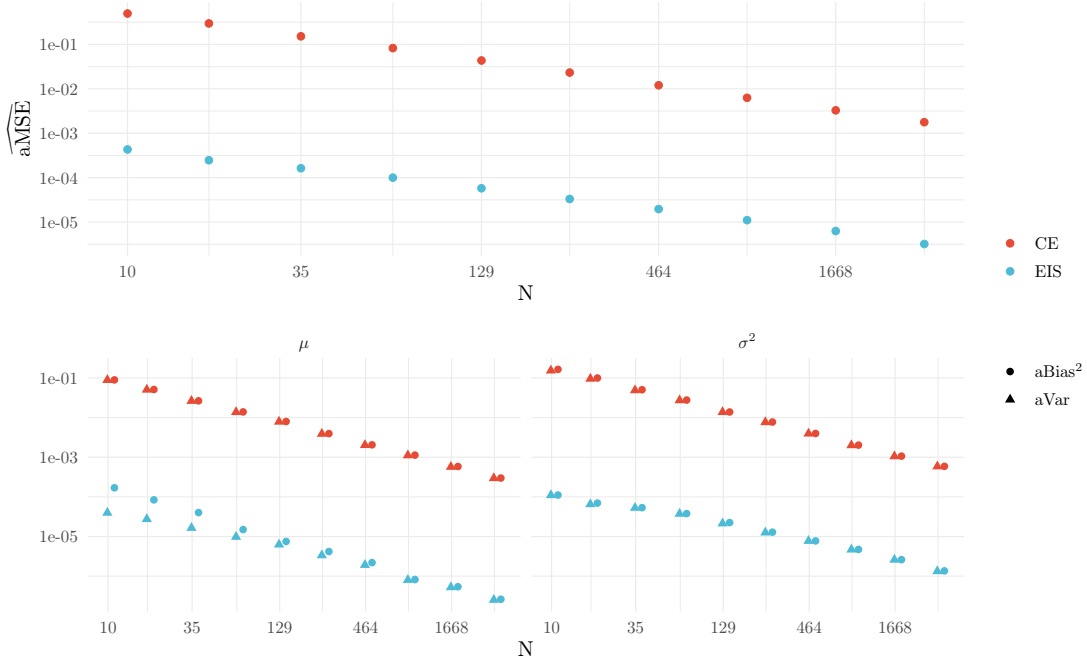 aMSE
1e-01
1e-02
1e-03
1e-04
1e-05
10 35 129 464 1668
N
CE
EIS
μ σ²
1e-01
1e-03
1e-05
10 35 129 464 1668 10 35 129 464 1668
N
aBias²
aVar